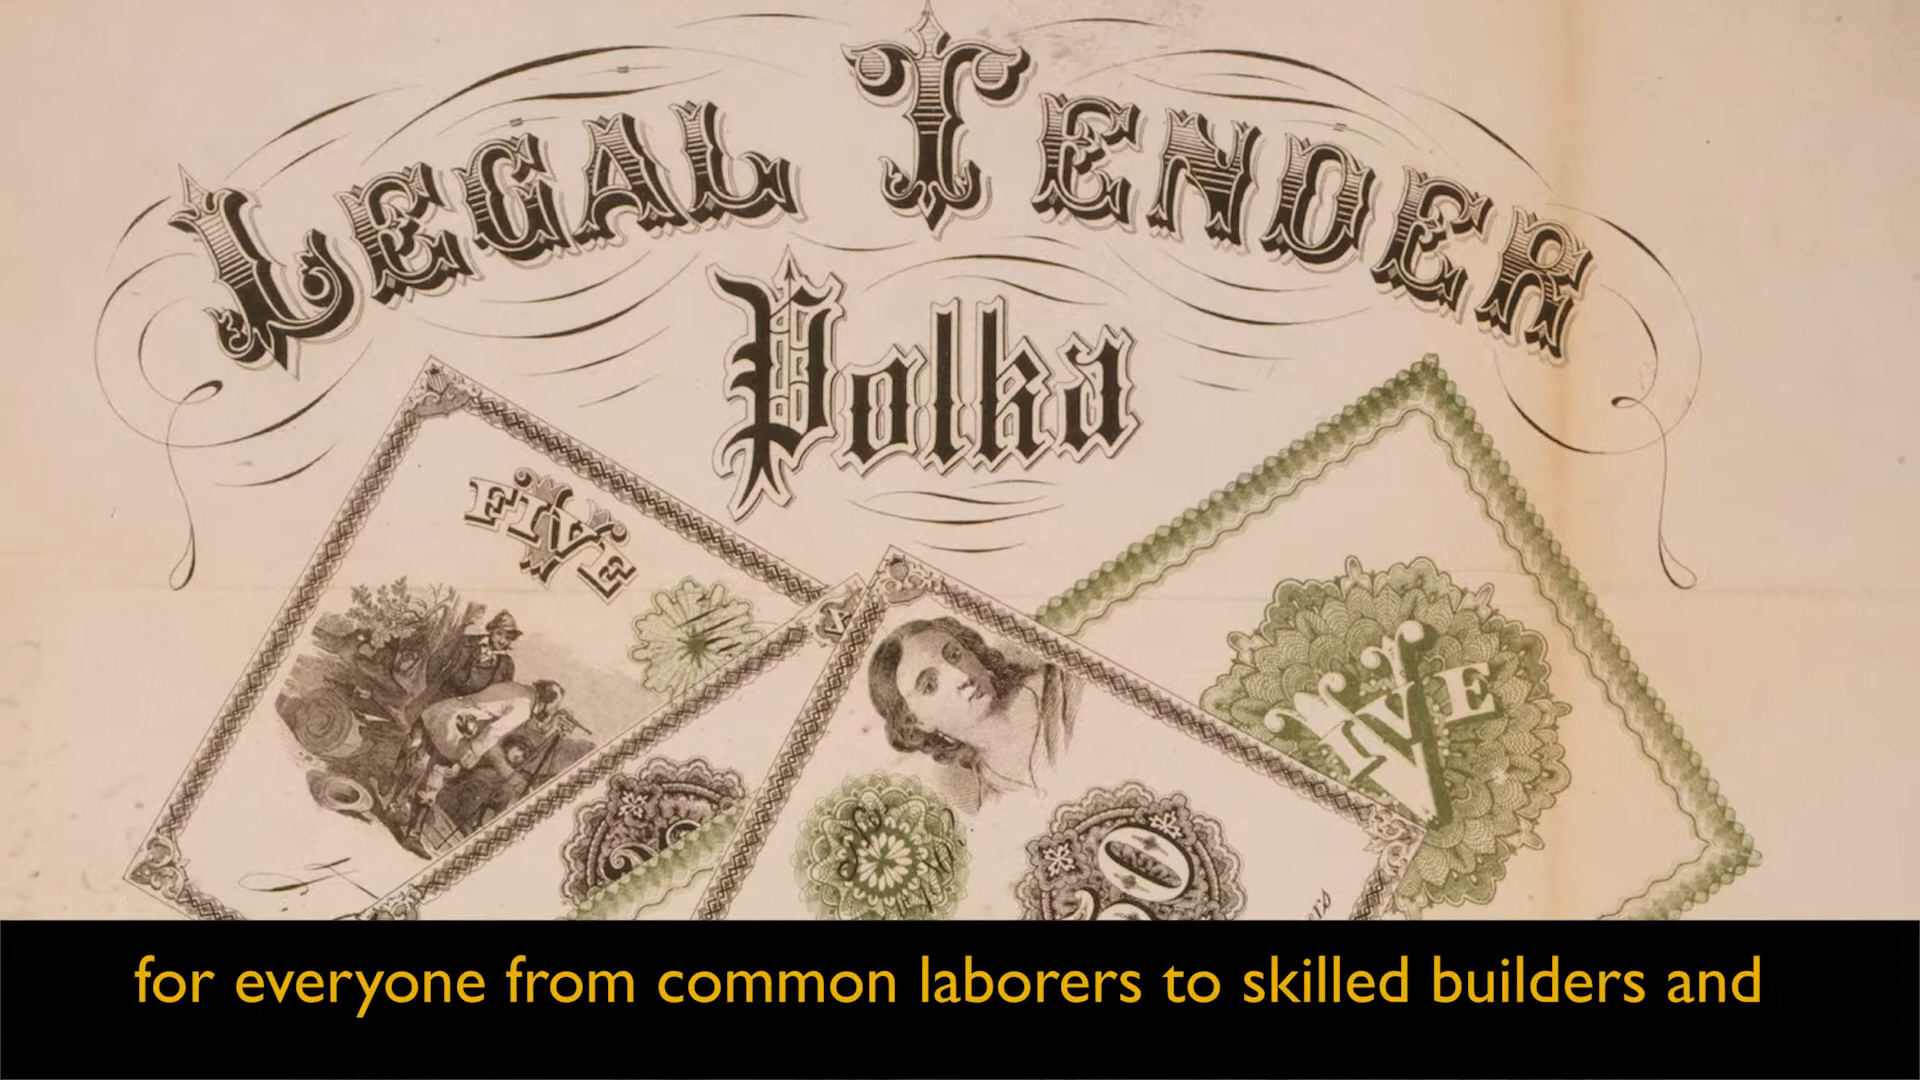 LEGAL TENDER
Polka
FIVE
FIVE
for everyone from common laborers to skilled builders and